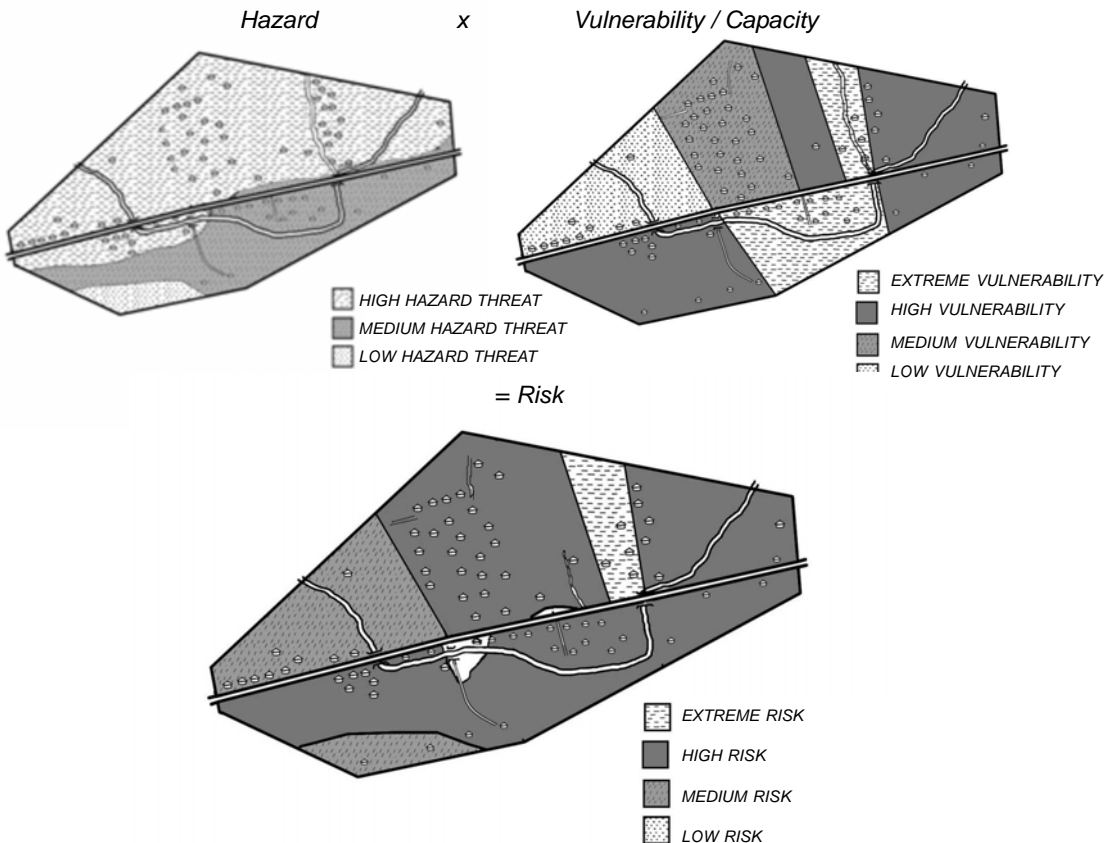 Hazard x Vulnerability / Capacity
HIGH HAZARD THREAT
MEDIUM HAZARD THREAT
LOW HAZARD THREAT
EXTREME VULNERABILITY
HIGH VULNERABILITY
MEDIUM VULNERABILITY
LOW VULNERABILITY
= Risk
EXTREME RISK
HIGH RISK
MEDIUM RISK
LOW RISK